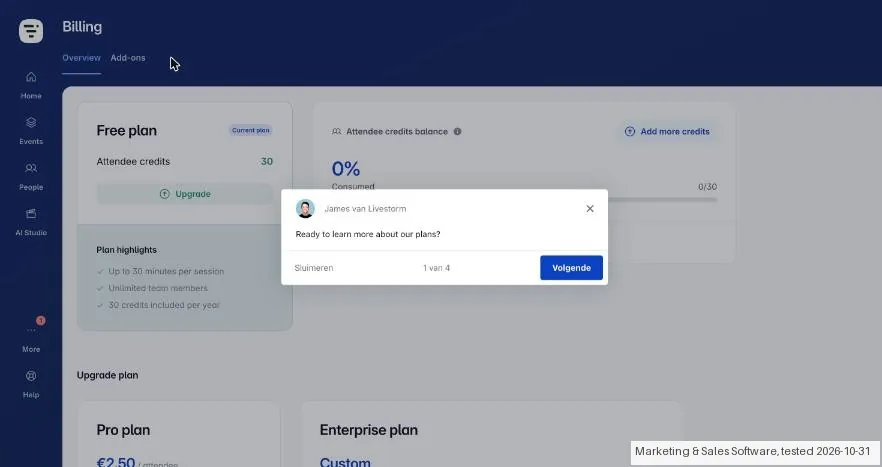 Billing
Overview
Add-ons
Home
Events
People
AI Studio
1
More
Help
Free plan
Current plan
Attendee credits
30
Upgrade
Plan highlights
Up to 30 minutes per session
Unlimited team members
30 credits included per year
Attendee credits balance
Add more credits
0%
Consumed
0/30
James van Livestorm
Ready to learn more about our plans?
Sluimeren
1 van 4
Volgende
Upgrade plan
Pro plan
€2.50 / attendee
Enterprise plan
Custom
Marketing & Sales Software, tested 2026-10-31